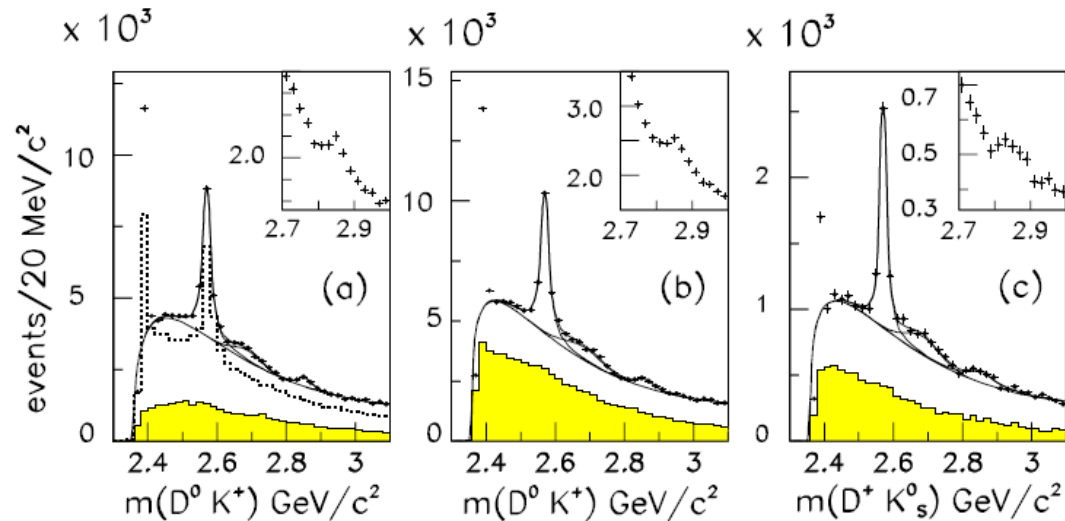 x 10³ x 10³ x 10³
events/20 MeV/c²
10
5
0
2.0
2.7 2.9
(a)
2.4 2.6 2.8 3
m(D⁰ K⁺) GeV/c²
15
10
5
0
3.0
2.0
2.7 2.9
(b)
2.4 2.6 2.8 3
m(D⁰ K⁺) GeV/c²
2
1
0
0.7
0.5
0.3
2.7 2.9
(c)
2.4 2.6 2.8 3
m(D⁺ K⁰ₛ) GeV/c²